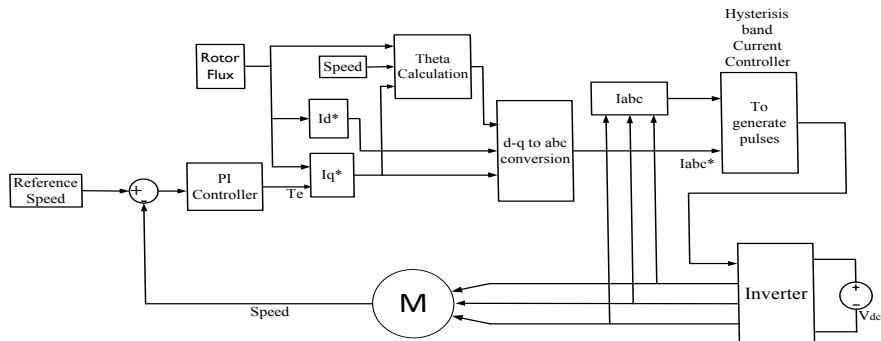 Hysterisis
band
Current
Controller
Rotor
Flux
Speed
Theta
Calculation
Iabc
To
generate
pulses
Id*
d-q to abc
conversion
Iabc*
Reference
Speed
+
-
PI
Controller
Te
Iq*
Speed
M
Inverter
+
-
Vdc